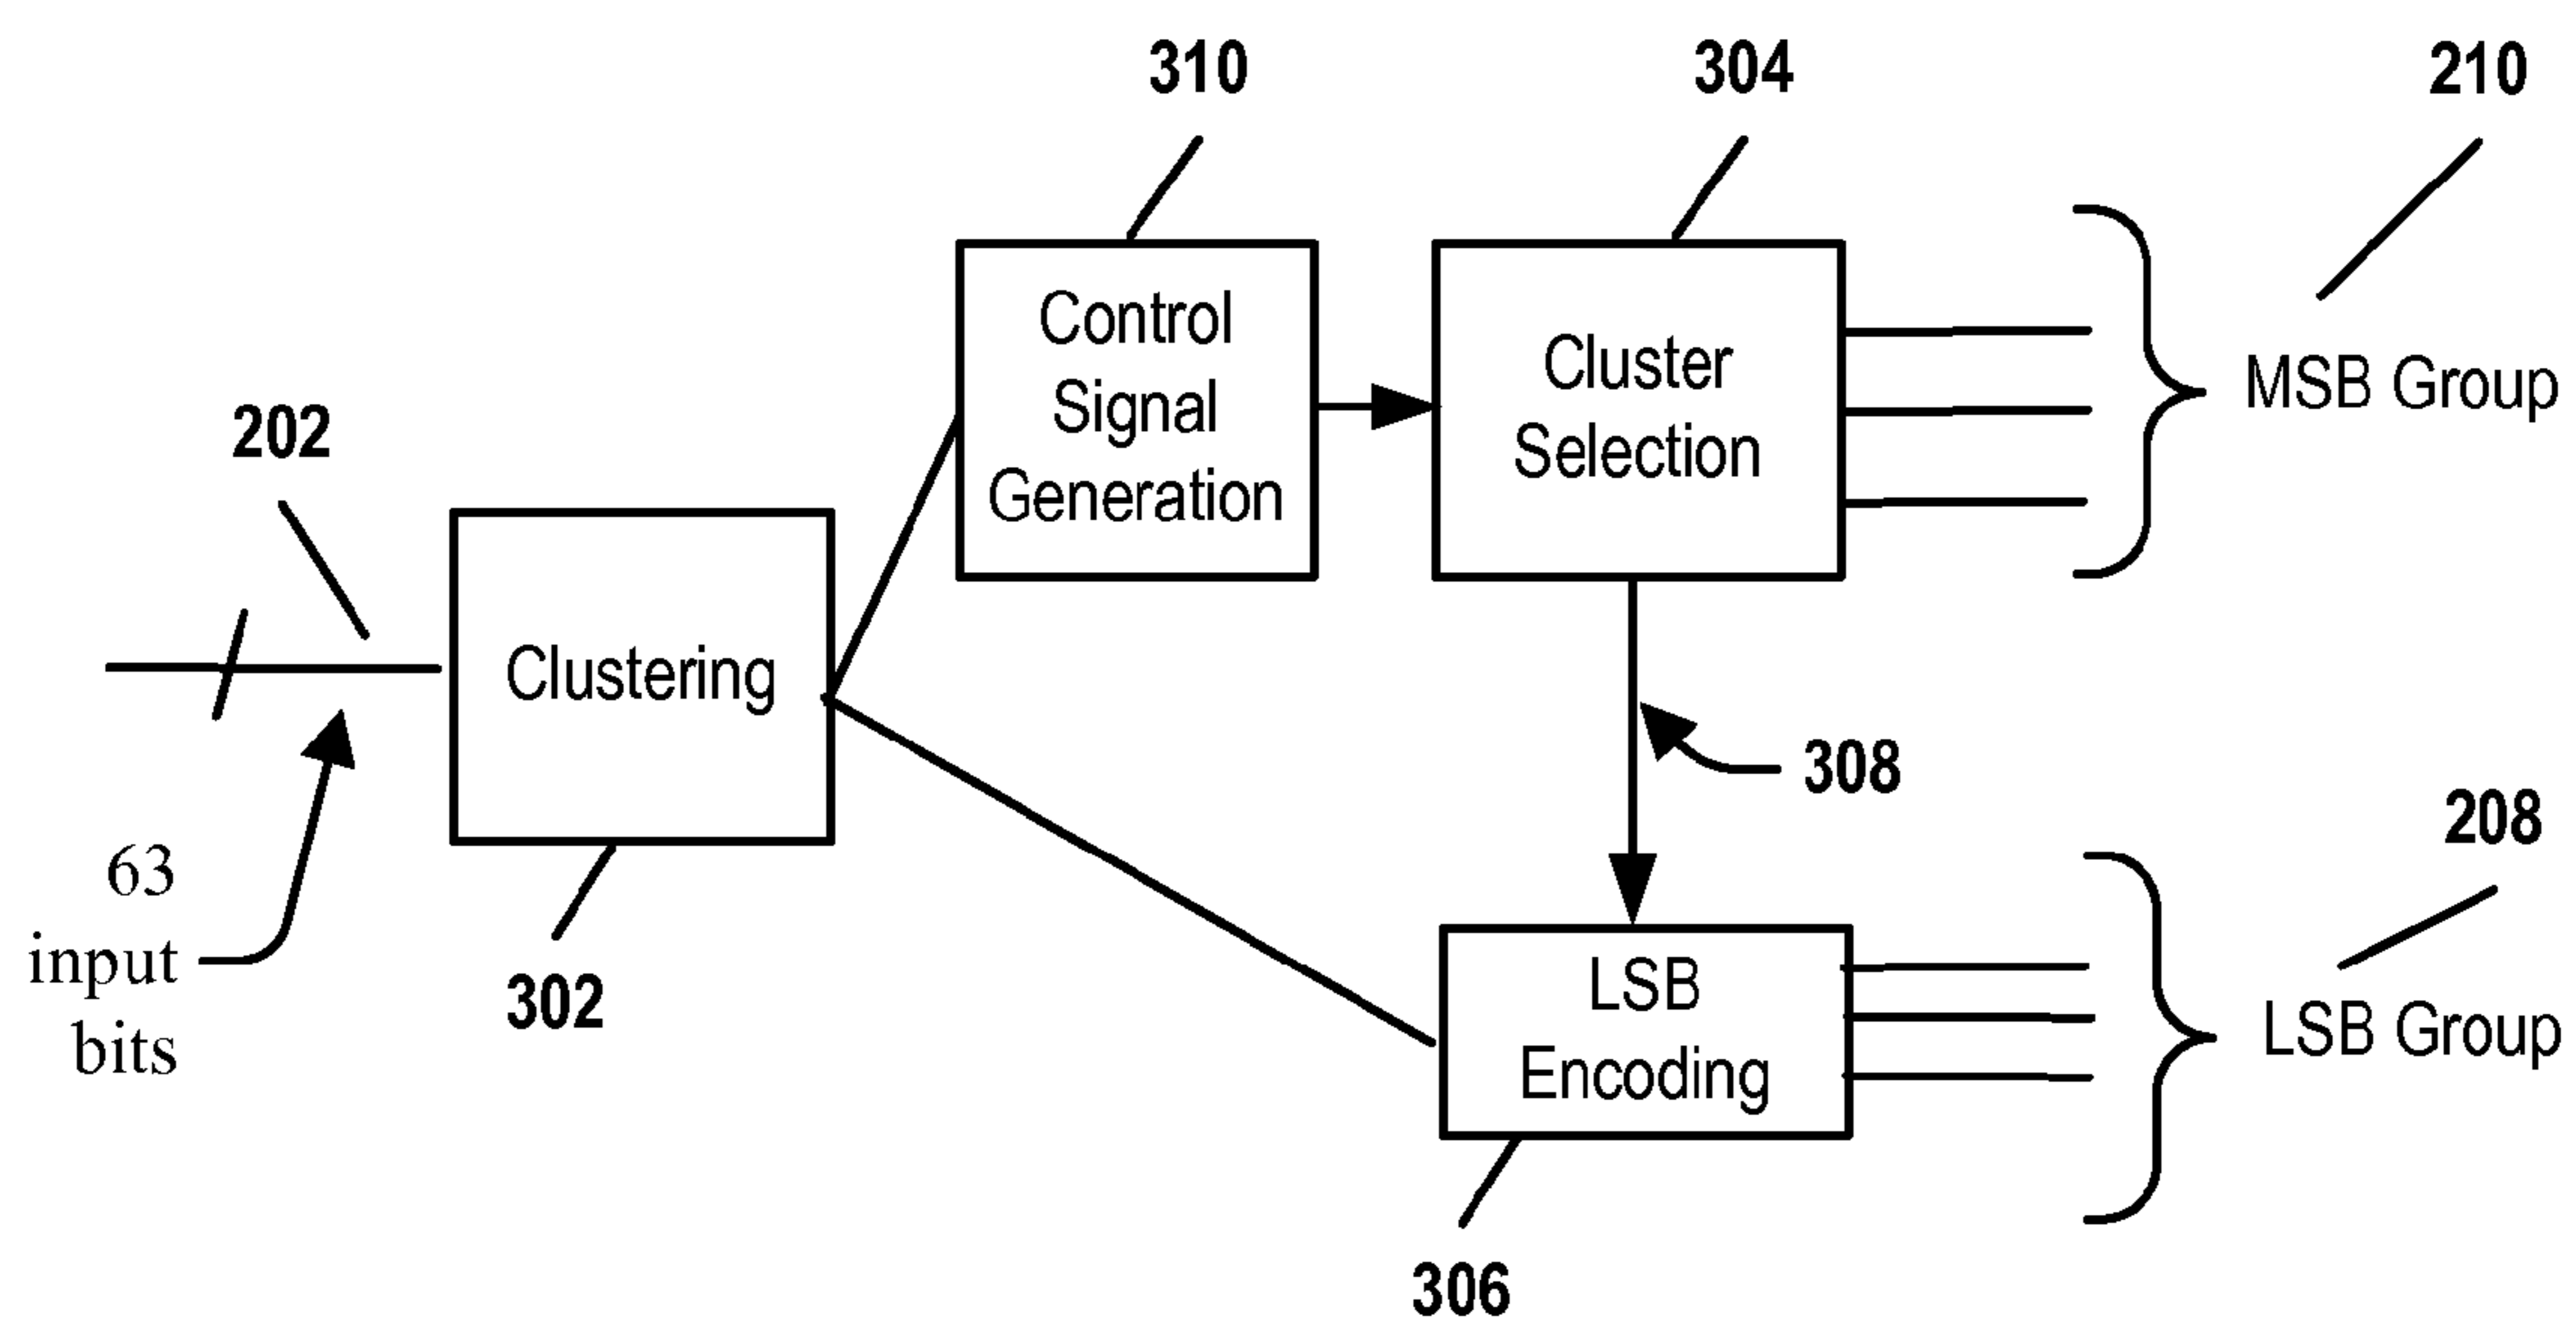 310
304
210
Control
Signal
Generation
Cluster
Selection
MSB Group
202
Clustering
308
63
input
bits
302
208
LSB
Encoding
LSB Group
306